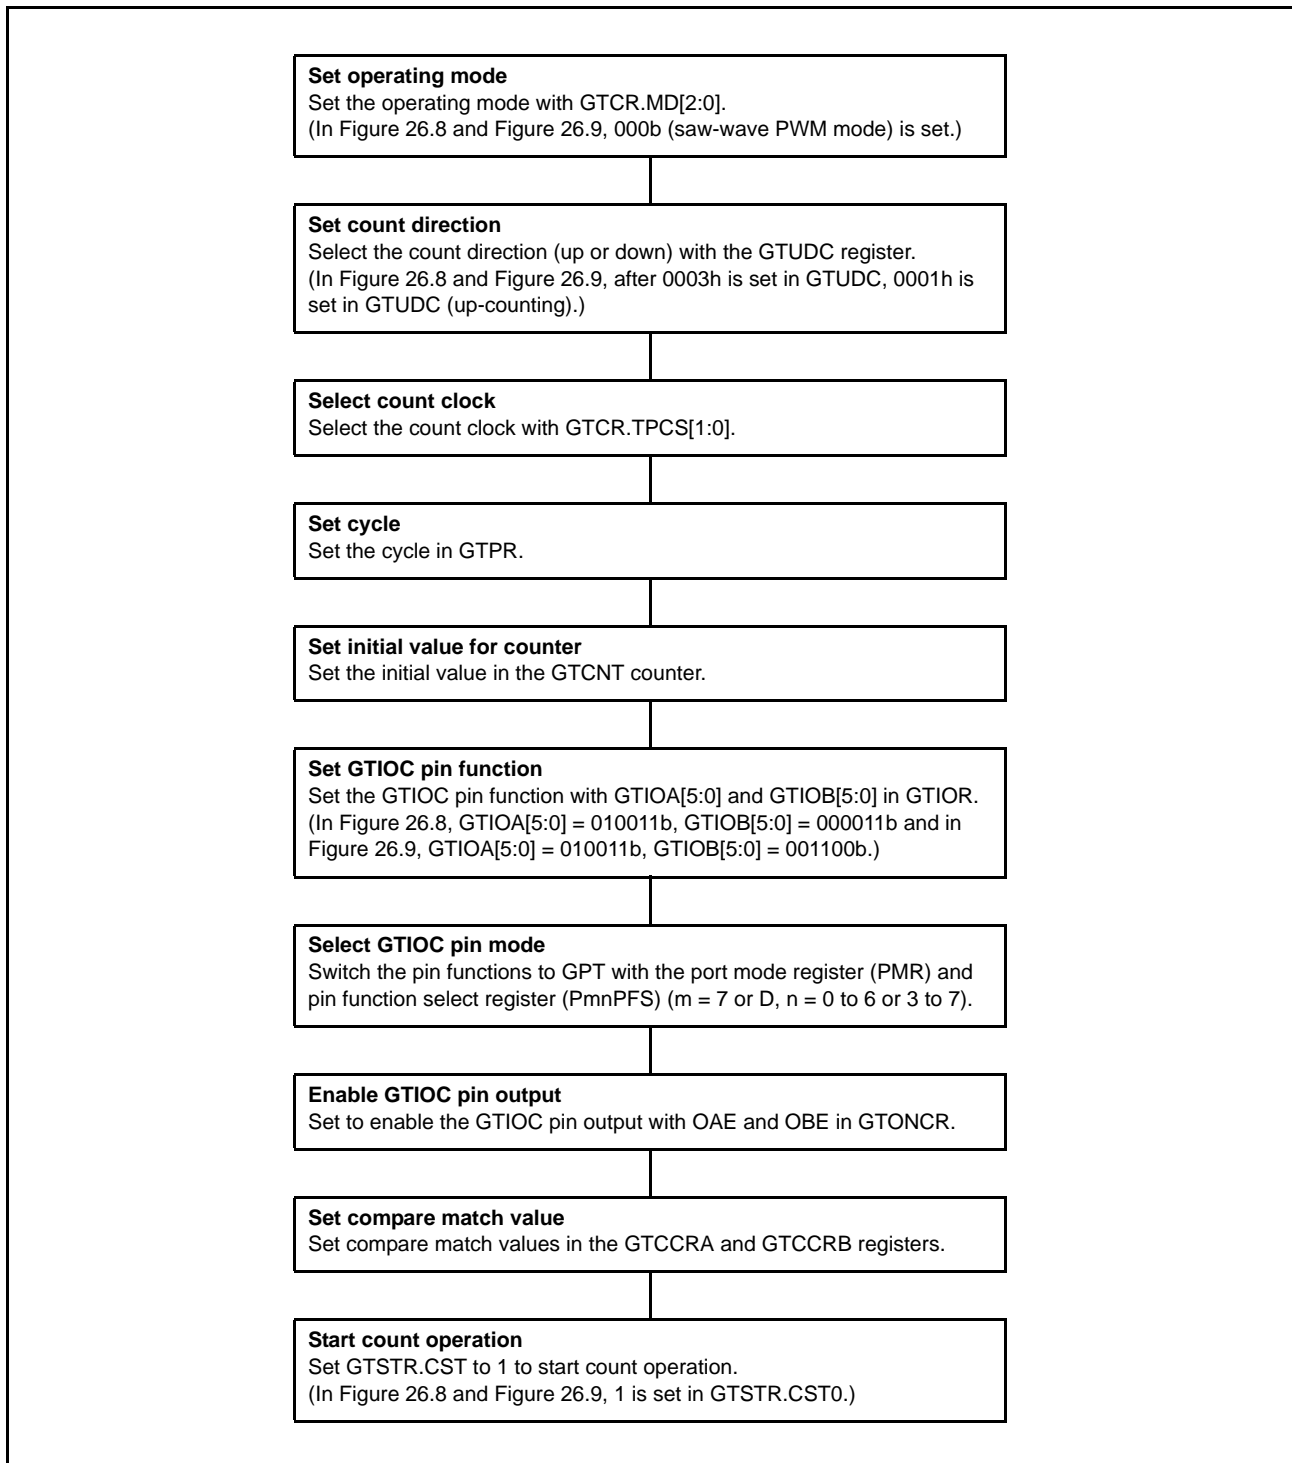 Set operating mode
Set the operating mode with GTCR.MD[2:0].
(In Figure 26.8 and Figure 26.9, 000b (saw-wave PWM mode) is set.)
Set count direction
Select the count direction (up or down) with the GTUDC register.
(In Figure 26.8 and Figure 26.9, after 0003h is set in GTUDC, 0001h is
set in GTUDC (up-counting).)
Select count clock
Select the count clock with GTCR.TPCS[1:0].
Set cycle
Set the cycle in GTPR.
Set initial value for counter
Set the initial value in the GTCNT counter.
Set GTIOC pin function
Set the GTIOC pin function with GTIOA[5:0] and GTIOB[5:0] in GTIOR.
(In Figure 26.8, GTIOA[5:0] = 010011b, GTIOB[5:0] = 000011b and in
Figure 26.9, GTIOA[5:0] = 010011b, GTIOB[5:0] = 001100b.)
Select GTIOC pin mode
Switch the pin functions to GPT with the port mode register (PMR) and
pin function select register (PmnPFS) (m = 7 or D, n = 0 to 6 or 3 to 7).
Enable GTIOC pin output
Set to enable the GTIOC pin output with OAE and OBE in GTONCR.
Set compare match value
Set compare match values in the GTCCRA and GTCCRB registers.
Start count operation
Set GTSTR.CST to 1 to start count operation.
(In Figure 26.8 and Figure 26.9, 1 is set in GTSTR.CST0.)